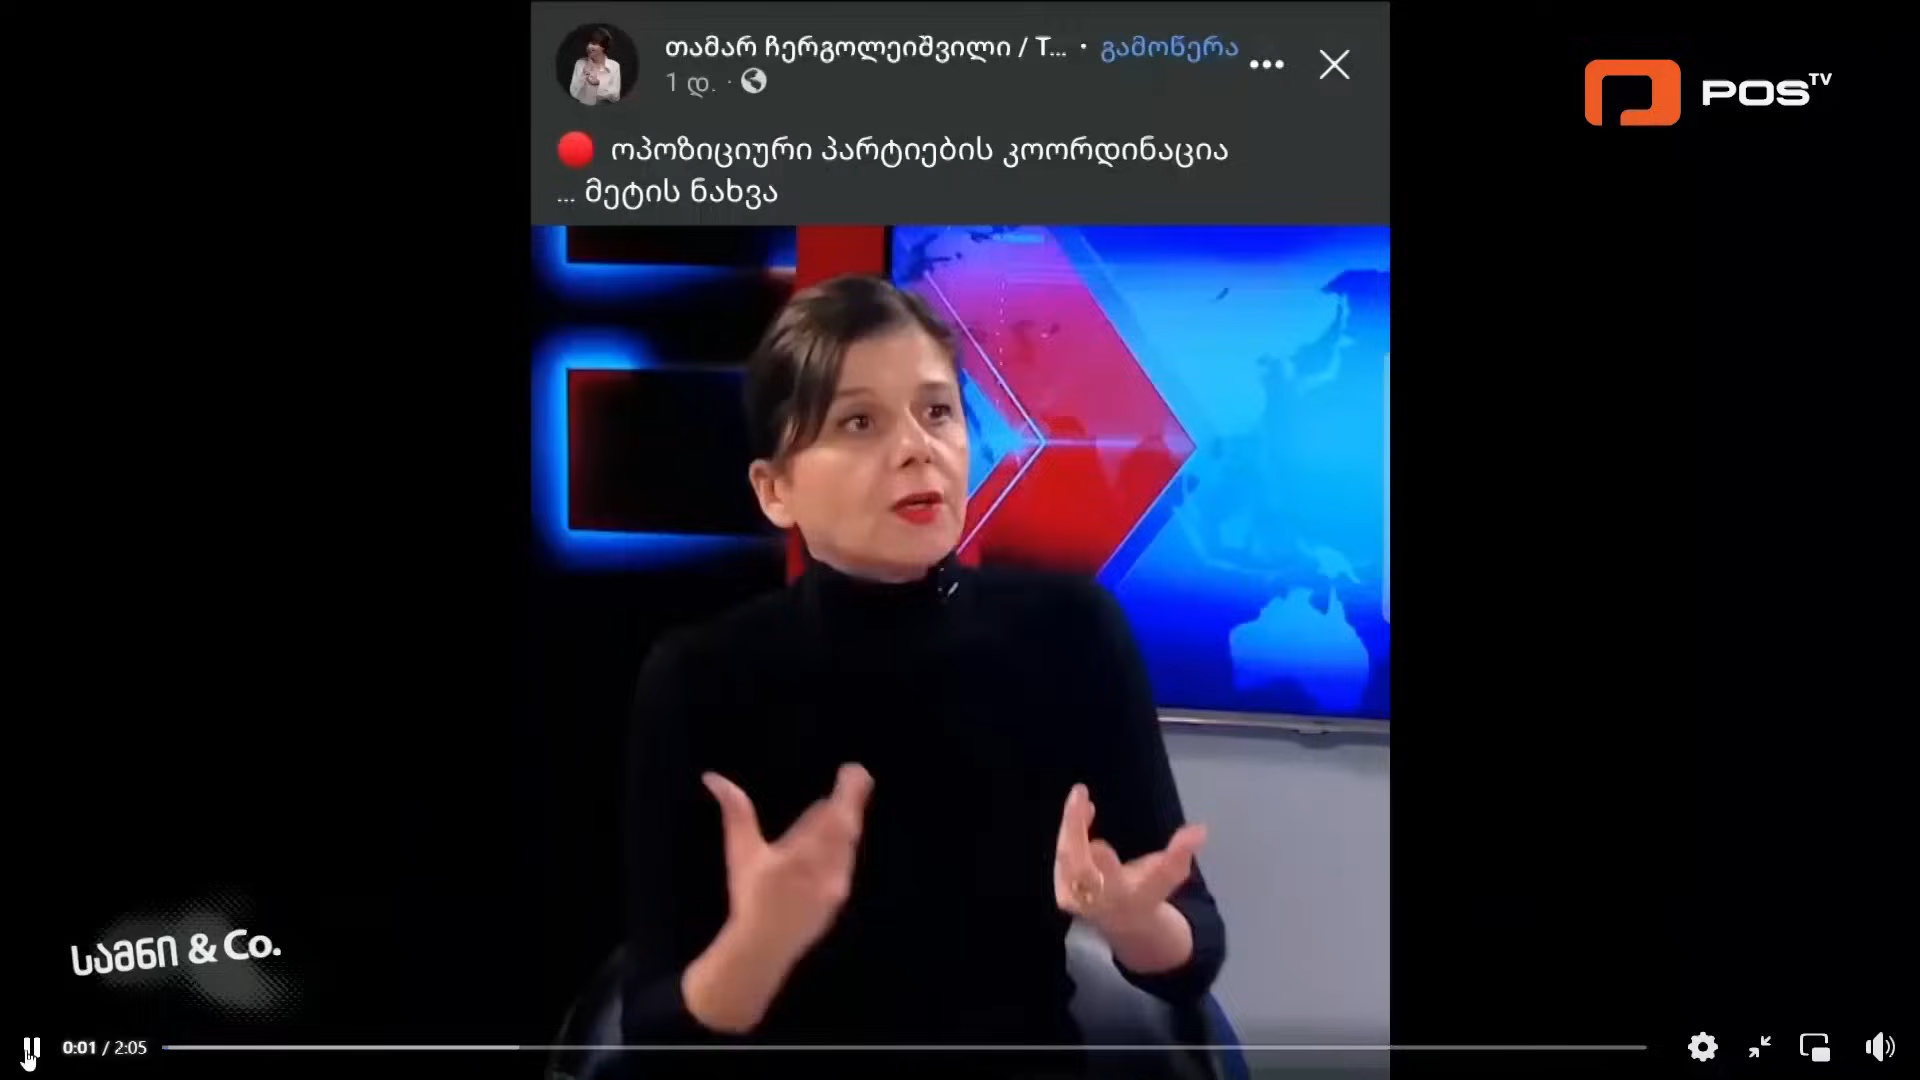 თამარ ჩერგოლეიშვილი / T... · გამოწერა
1 დ. ·
ოპოზიციური პარტიების კოორდინაცია
... მეტის ნახვა
POS TV
სამნი & Co.
0:01 / 2:05